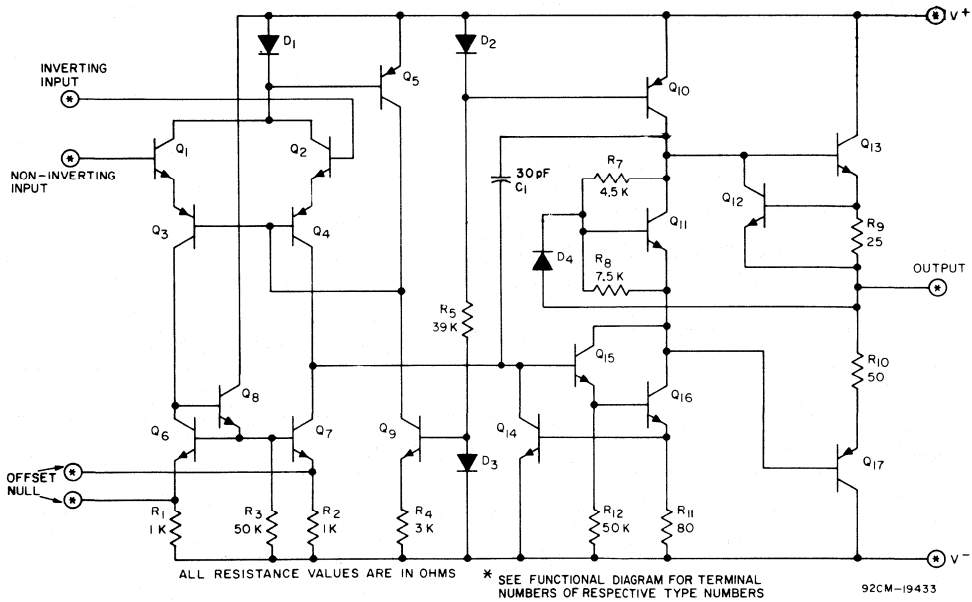 V+
D1
D2
INVERTING
INPUT
Q5
Q10
Q1
Q2
Q13
NON-INVERTING
INPUT
30 pF
C1
R7
4.5 K
Q12
Q3
Q4
Q11
R9
25
D4
R8
7.5 K
OUTPUT
R5
39 K
Q15
R10
50
Q8
Q16
Q6
Q7
Q9
Q14
D3
Q17
OFFSET
NULL
R1
1 K
R3
50 K
R2
1 K
R4
3 K
R12
50 K
R11
80
V-
ALL RESISTANCE VALUES ARE IN OHMS
* SEE FUNCTIONAL DIAGRAM FOR TERMINAL
NUMBERS OF RESPECTIVE TYPE NUMBERS
92CM-19433